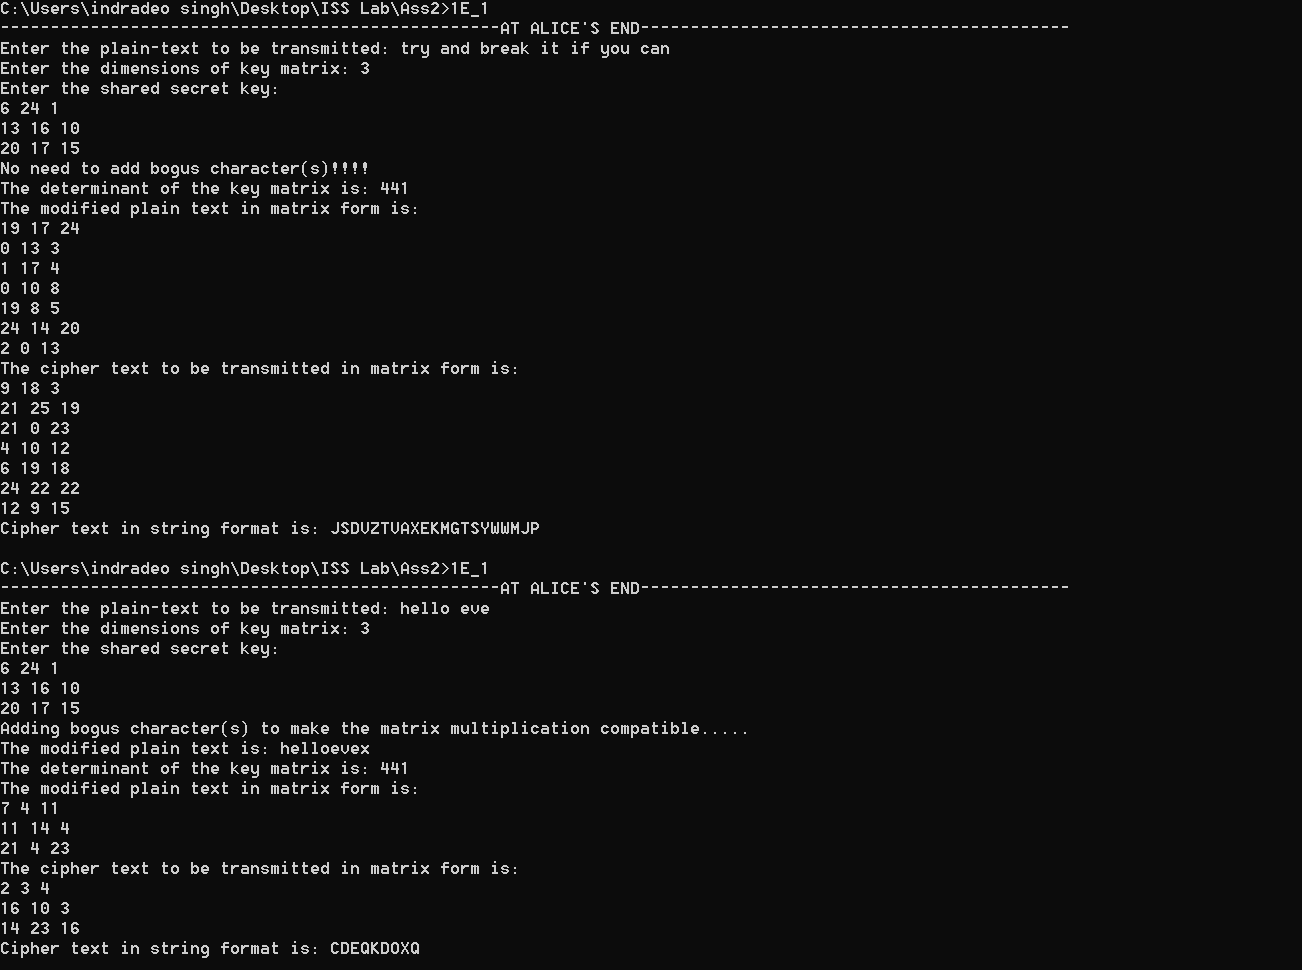 C:\Users\indradeo singh\Desktop\ISS Lab\Ass2>1E_1
--------------------------------------------------AT ALICE'S END-------------------------------------------
Enter the plain-text to be transmitted: try and break it if you can
Enter the dimensions of key matrix: 3
Enter the shared secret key:
6 24 1
13 16 10
20 17 15
No need to add bogus character(s)!!!!
The determinant of the key matrix is: 441
The modified plain text in matrix form is:
19 17 24
0 13 3
1 17 4
0 10 8
19 8 5
24 14 20
2 0 13
The cipher text to be transmitted in matrix form is:
9 18 3
21 25 19
21 0 23
4 10 12
6 19 18
24 22 22
12 9 15
Cipher text in string format is: JSDVZTVAXEKMGTSYWWMJP
C:\Users\indradeo singh\Desktop\ISS Lab\Ass2>1E_1
--------------------------------------------------AT ALICE'S END-------------------------------------------
Enter the plain-text to be transmitted: hello eve
Enter the dimensions of key matrix: 3
Enter the shared secret key:
6 24 1
13 16 10
20 17 15
Adding bogus character(s) to make the matrix multiplication compatible.....
The modified plain text is: helloevex
The determinant of the key matrix is: 441
The modified plain text in matrix form is:
7 4 11
11 14 4
21 4 23
The cipher text to be transmitted in matrix form is:
2 3 4
16 10 3
14 23 16
Cipher text in string format is: CDEQKDOXQ